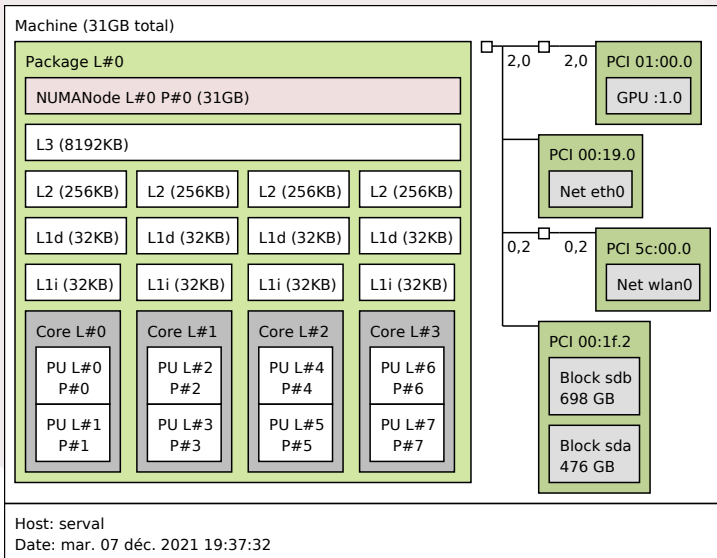 Machine (31GB total)
Package L#0
NUMANode L#0 P#0 (31GB)
L3 (8192KB)
L2 (256KB) L2 (256KB) L2 (256KB) L2 (256KB)
L1d (32KB) L1d (32KB) L1d (32KB) L1d (32KB)
L1i (32KB) L1i (32KB) L1i (32KB) L1i (32KB)
Core L#0 Core L#1 Core L#2 Core L#3
PU L#0 PU L#2 PU L#4 PU L#6
P#0 P#2 P#4 P#6
PU L#1 PU L#3 PU L#5 PU L#7
P#1 P#3 P#5 P#7
2,0 2,0 PCI 01:00.0
GPU :1.0
PCI 00:19.0
Net eth0
0,2 0,2 PCI 5c:00.0
Net wlan0
PCI 00:1f.2
Block sdb
698 GB
Block sda
476 GB
Host: serval
Date: mar. 07 déc. 2021 19:37:32